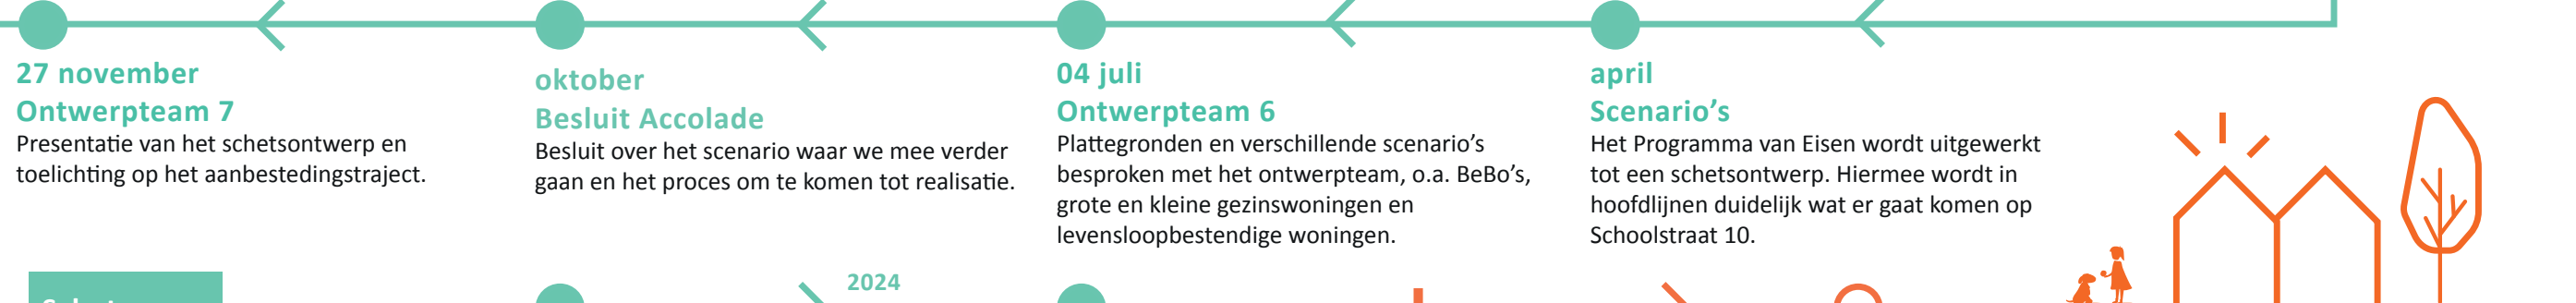 27 november
Ontwerpteam 7
Presentatie van het schetsontwerp en
toelichting op het aanbestedingstraject.
oktober
Besluit Accolade
Besluit over het scenario waar we mee verder
gaan en het proces om te komen tot realisatie.
04 juli
Ontwerpteam 6
Plattegronden en verschillende scenario’s
besproken met het ontwerpteam, o.a. BeBo’s,
grote en kleine gezinswoningen en
levensloopbestendige woningen.
april
Scenario’s
Het Programma van Eisen wordt uitgewerkt
tot een schetsontwerp. Hiermee wordt in
hoofdlijnen duidelijk wat er gaat komen op
Schoolstraat 10.
2024